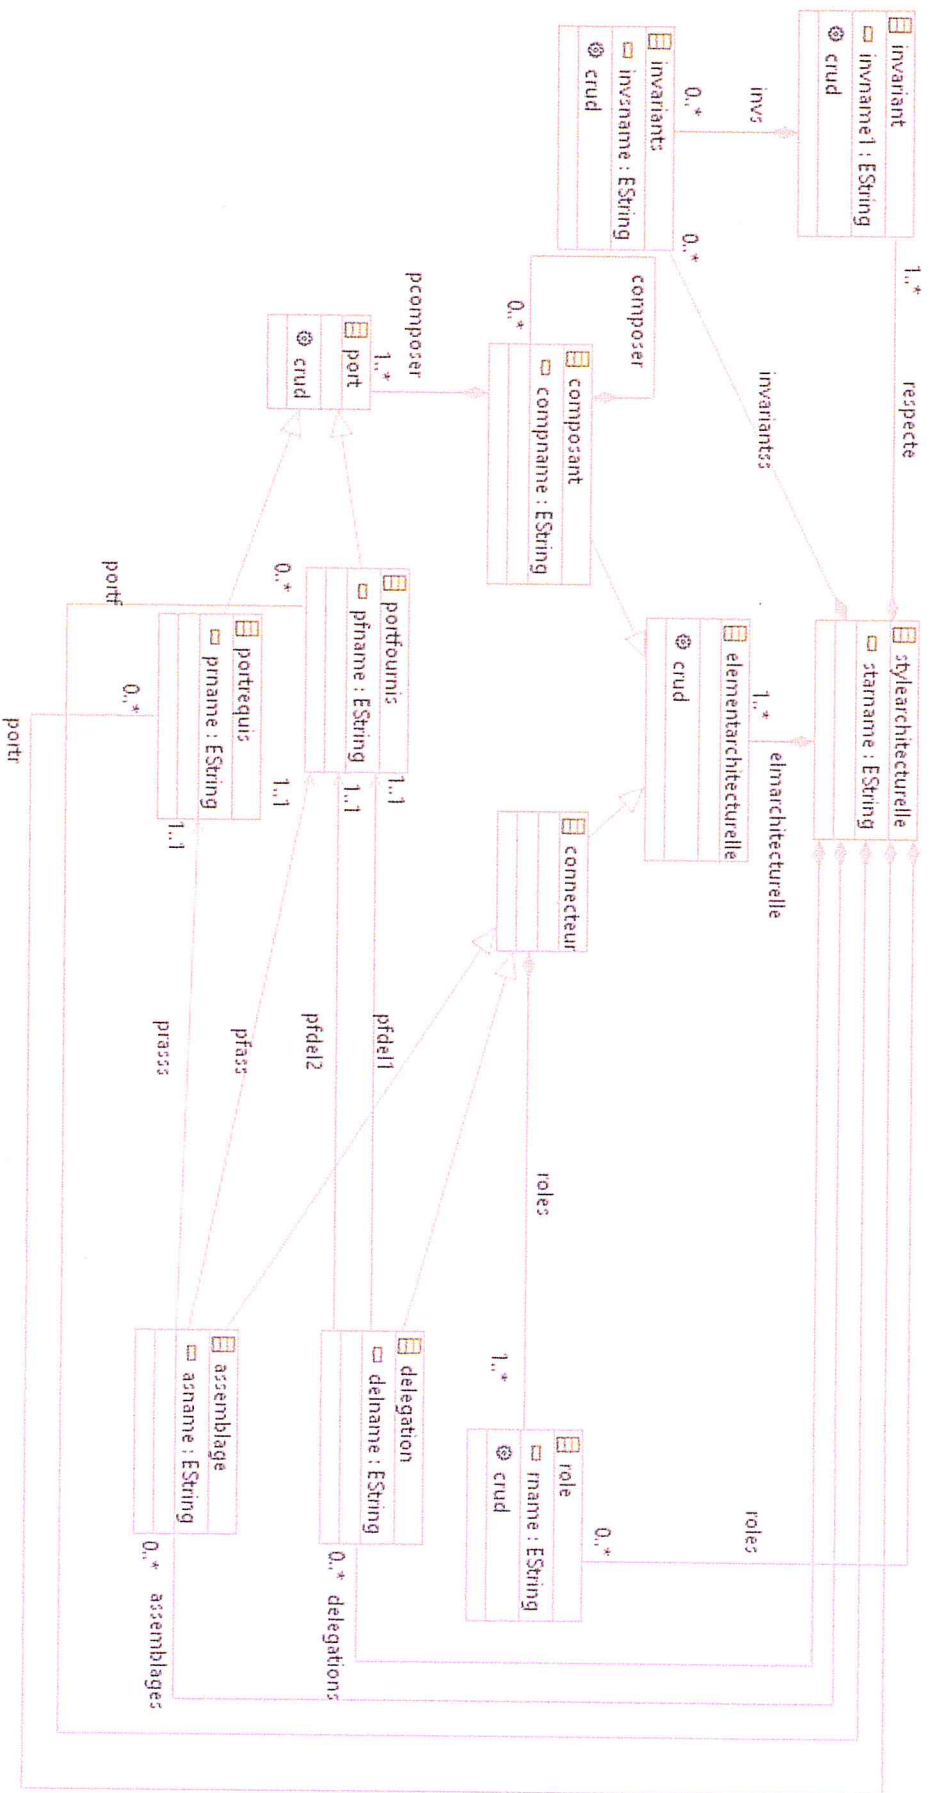 invariant
invname1 : EString
crud
1..*
respecte
stylearchitecturelle
starname : EString
invs
0..*
invariants
invsname : EString
crud
0..*
invariantss
1..*
elmarchitecturelle
elementarchitecturelle
crud
composer
0..*
composant
compname : EString
connecteur
roles
1..*
role
rname : EString
crud
0..*
roles
pcomposer
1..*
port
crud
portfournis
pfname : EString
0..*
portf
1..1
1..1
1..1
pfdel1
pfdel2
pfass
prasss
delegation
delname : EString
0..*
delegations
portrequis
prname : EString
0..*
portr
1..1
assemblage
asname : EString
0..*
assemblages